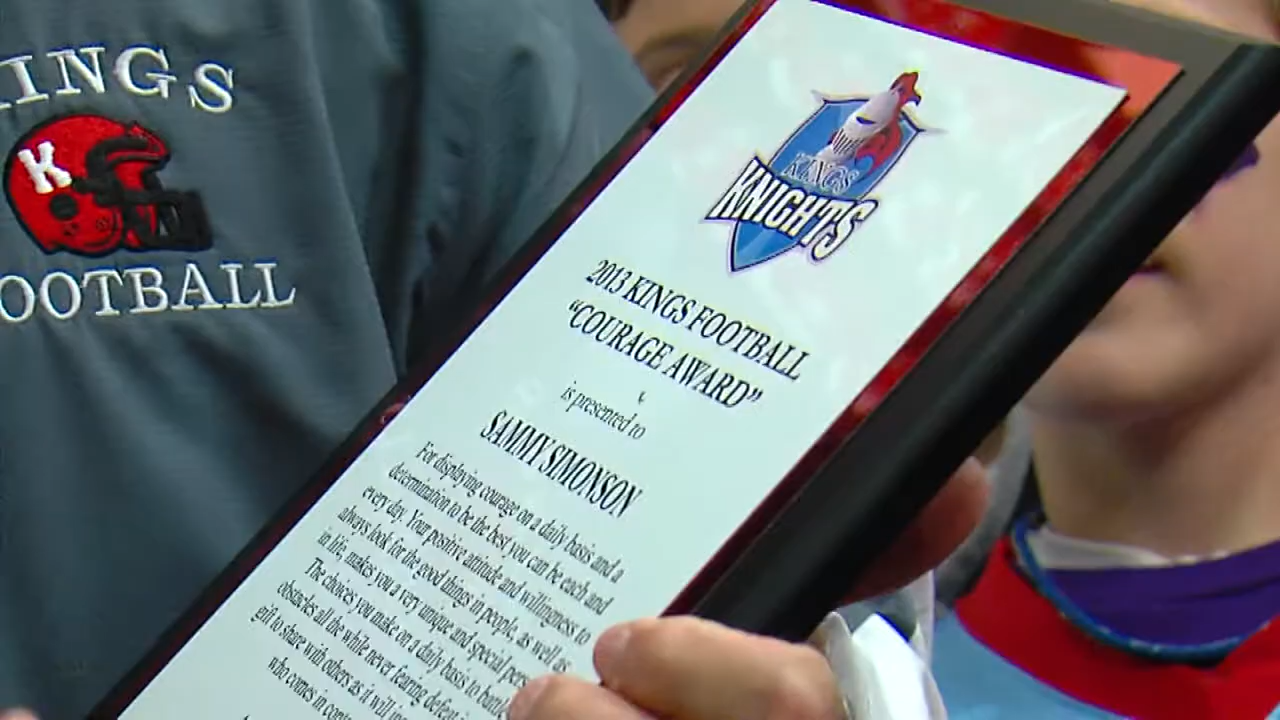 INGS
K
OOTBALL
KINGS
KNIGHTS
2013 KINGS FOOTBALL
“COURAGE AWARD”
is presented to
SAMMY SIMONSON
For displaying courage on a daily basis and a
determination to be the best you can be each and
every day. Your positive attitude and willingness to
always look for the good things in people, as well as
in life, makes you a very unique and special pers
The choices you make on a daily basis to
obstacles all the while never fearing defeat
gift to share with others as it will
who comes in